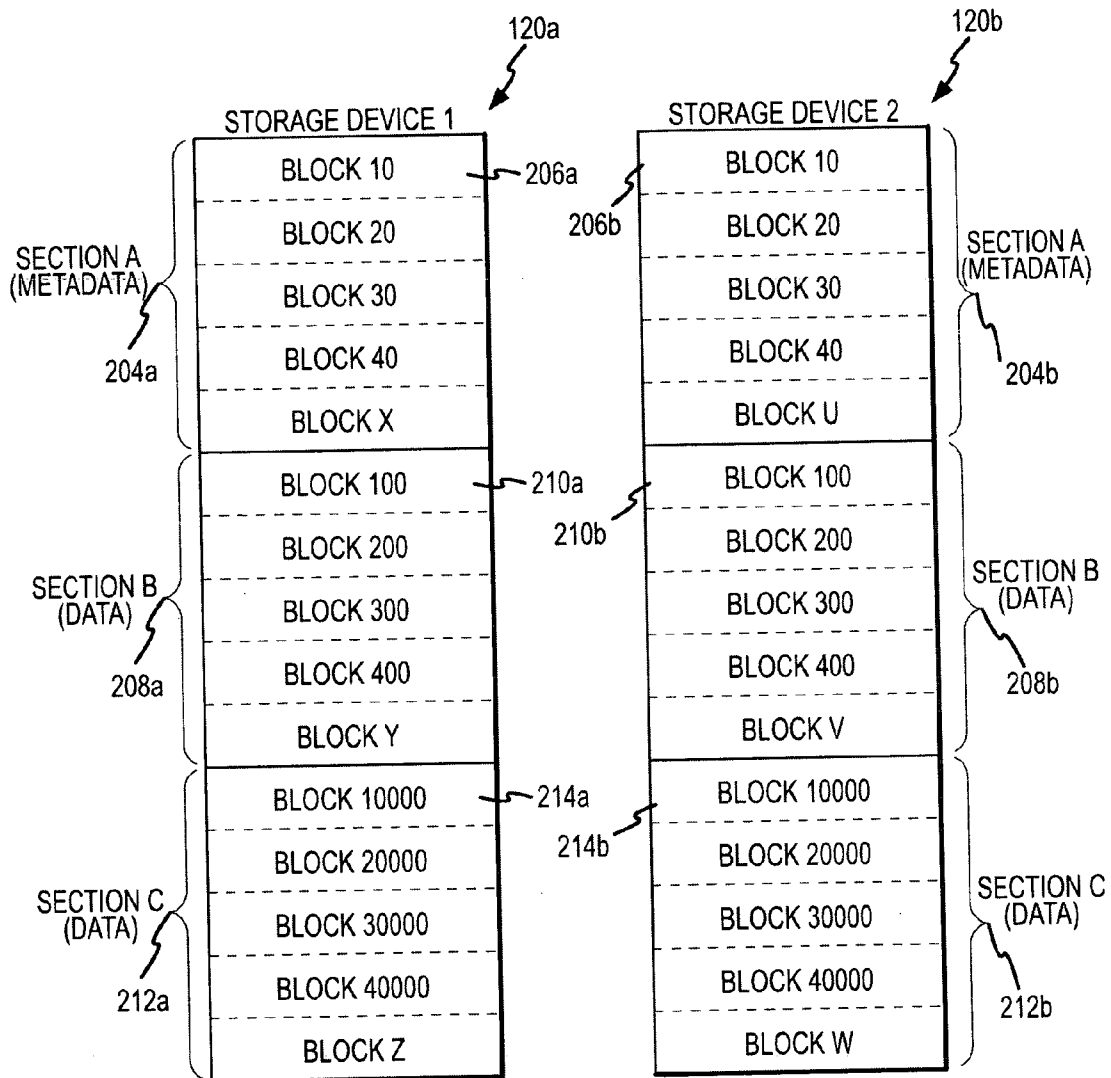 120a
120b
STORAGE DEVICE 1
STORAGE DEVICE 2
BLOCK 10
206a
BLOCK 20
BLOCK 30
BLOCK 40
BLOCK X
SECTION A
(METADATA)
204a
BLOCK 100
210a
BLOCK 200
BLOCK 300
BLOCK 400
BLOCK Y
SECTION B
(DATA)
208a
BLOCK 10000
214a
BLOCK 20000
BLOCK 30000
BLOCK 40000
BLOCK Z
SECTION C
(DATA)
212a
BLOCK 10
206b
BLOCK 20
BLOCK 30
BLOCK 40
BLOCK U
SECTION A
(METADATA)
204b
BLOCK 100
210b
BLOCK 200
BLOCK 300
BLOCK 400
BLOCK V
SECTION B
(DATA)
208b
BLOCK 10000
214b
BLOCK 20000
BLOCK 30000
BLOCK 40000
BLOCK W
SECTION C
(DATA)
212b